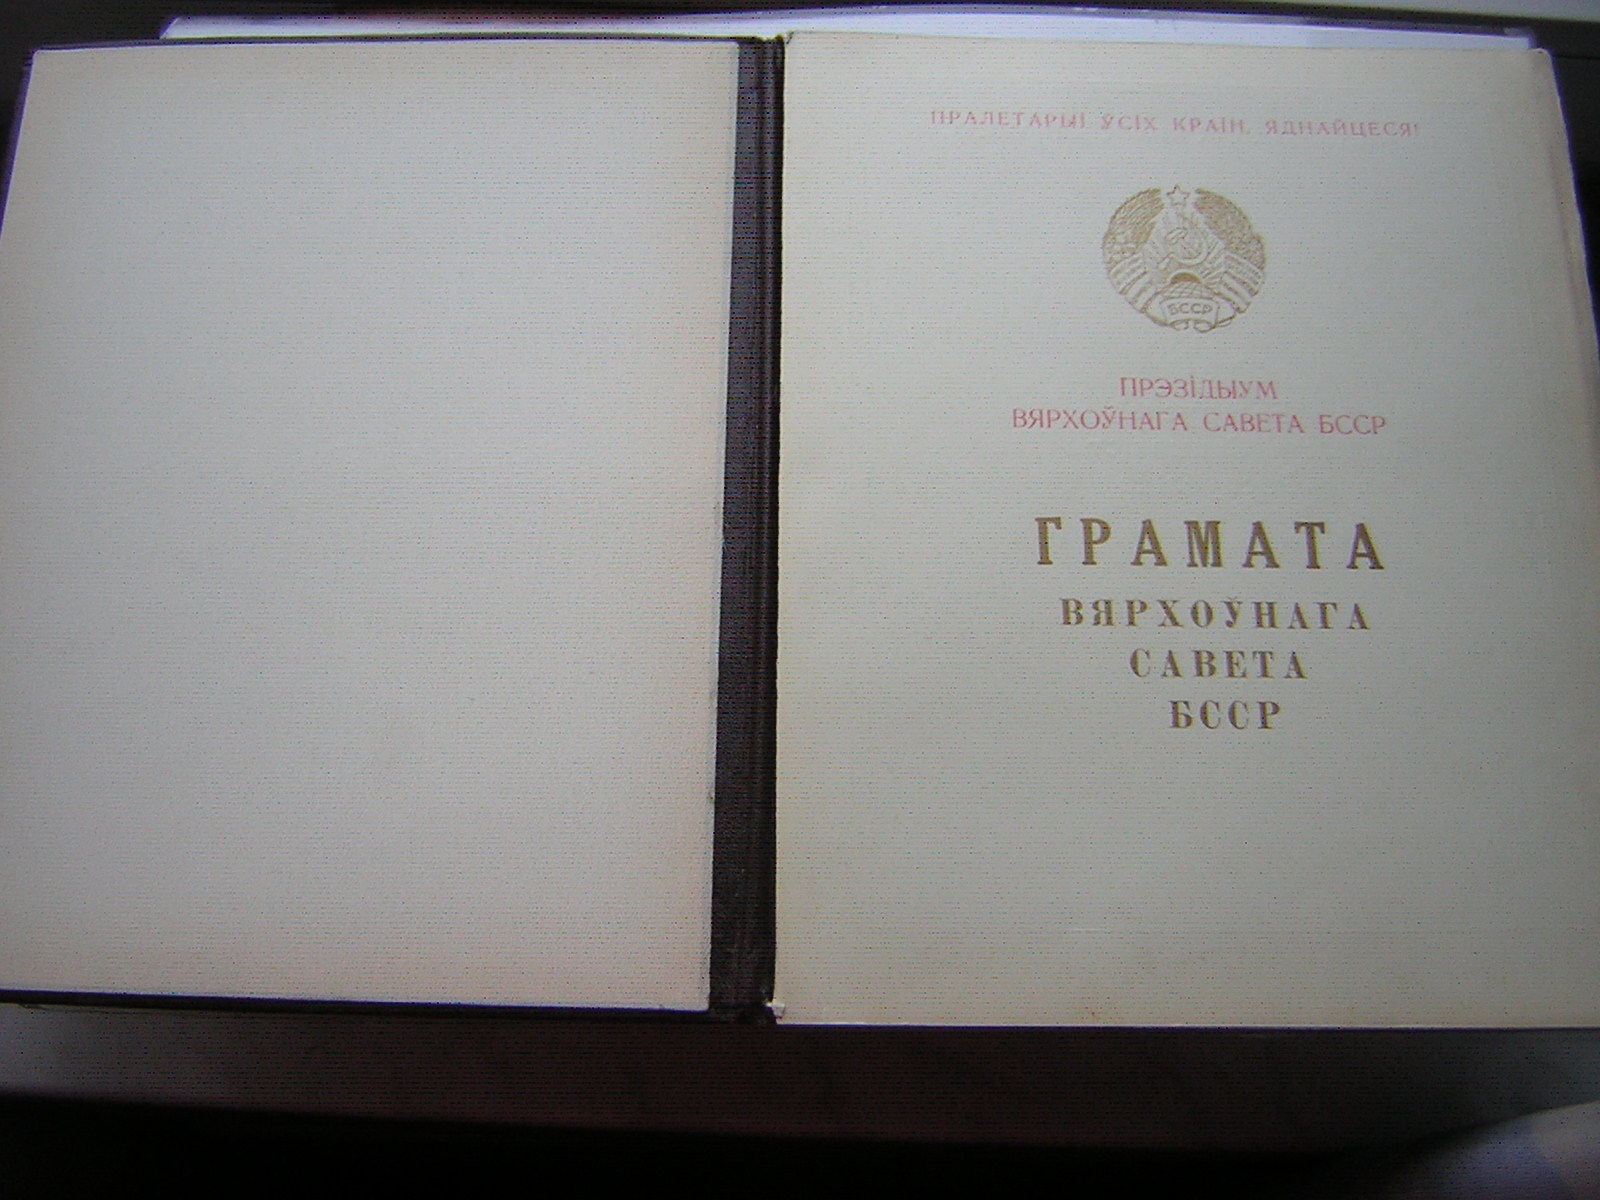 ПРАЛЕТАРЫІ ЎСІХ КРАІН, ЯДНАЙЦЕСЯ!
БССР
ПРЭЗІДЫУМ
ВЯРХОЎНАГА САВЕТА БССР
ГРАМАТА
ВЯРХОЎНАГА
САВЕТА
БССР